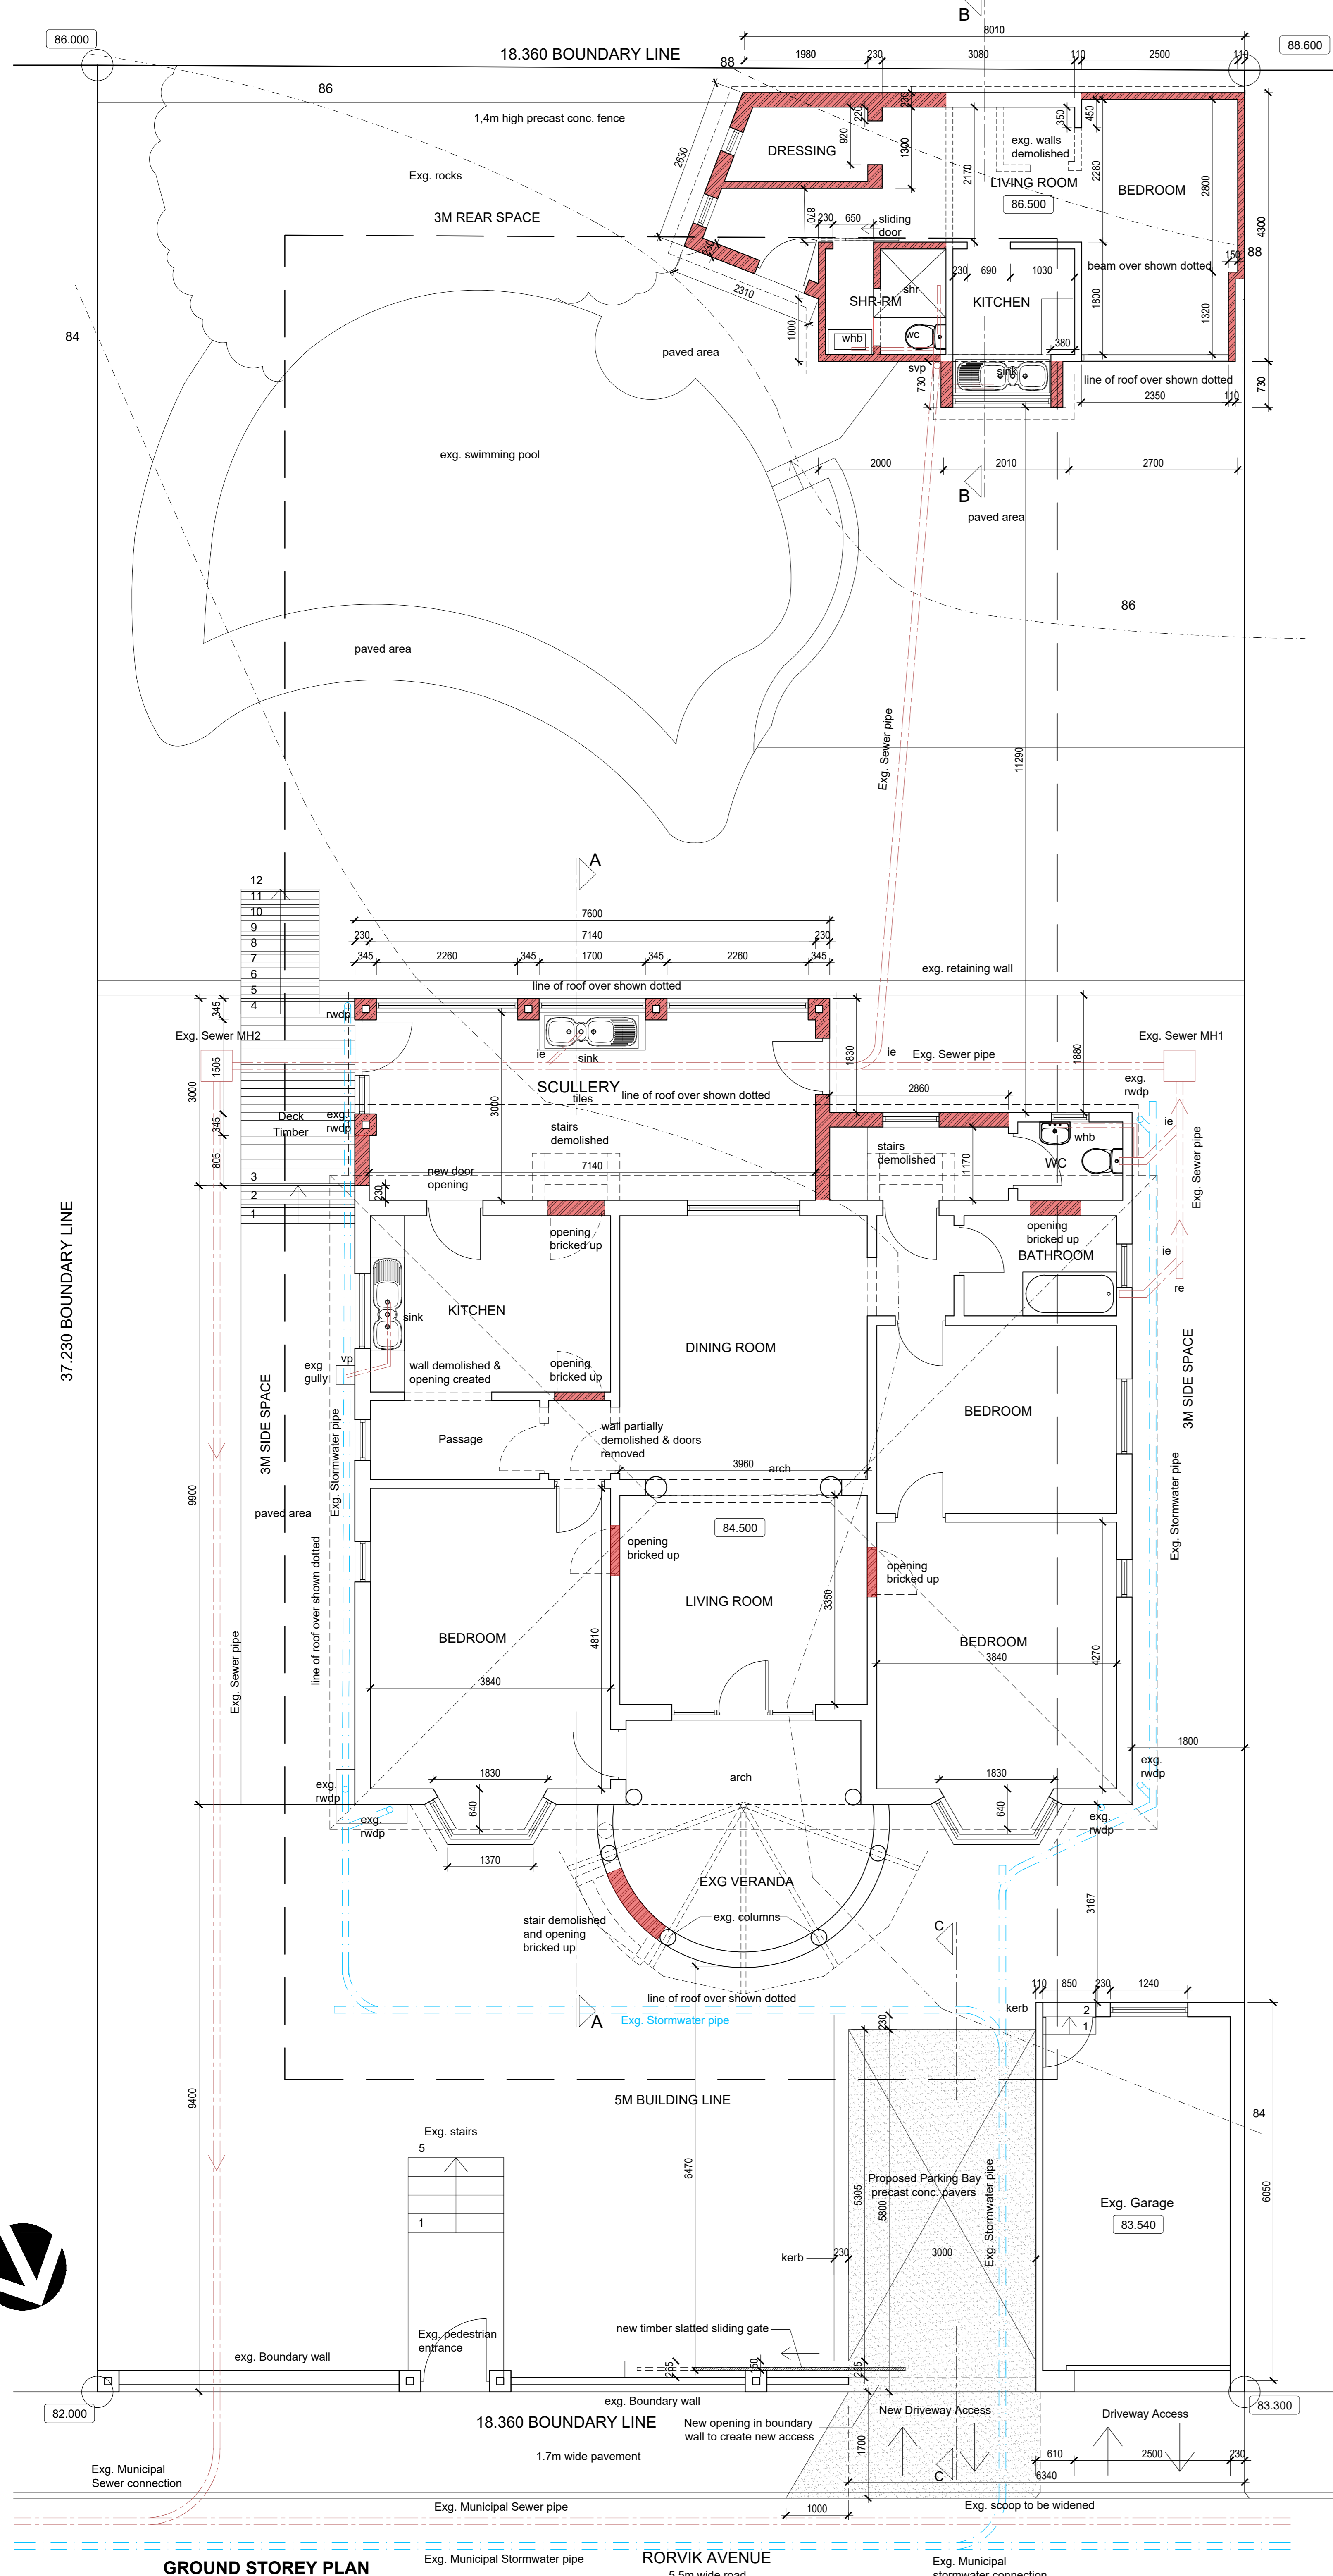 B
8010
86.000
18.360 BOUNDARY LINE
88
1980
230
3080
110
2500
110
88.600
86
1,4m high precast conc. fence
230
220
920
1300
350
450
exg. walls
demolished
DRESSING
2630
Exg. rocks
2170
LIVING ROOM
86.500
2280
BEDROOM
2800
4300
3M REAR SPACE
870
230
650
sliding
door
230
88
150
beam over shown dotted
230
690
1030
2310
SHR-RM
shr
KITCHEN
1800
1320
1000
84
whb
wc
380
paved area
svp
730
sink
line of roof over shown dotted
730
2350
110
exg. swimming pool
2000
2010
2700
B
paved area
86
paved area
Exg. Sewer pipe
11290
A
12
11
10
9
8
7
6
5
4
7600
230
7140
230
345
2260
345
1700
345
2260
345
exg. retaining wall
line of roof over shown dotted
345
rwdp
Exg. Sewer MH2
ie
sink
1830
ie
Exg. Sewer pipe
1880
Exg. Sewer MH1
1505
3000
3000
SCULLERY
tiles
line of roof over shown dotted
2860
exg.
rwdp
Deck
Timber
exg.
rwdp
345
stairs
demolished
stairs
demolished
1170
whb
WC
ie
Exg. Sewer pipe
805
new door
opening
7140
3
2
1
230
opening
bricked up
opening
bricked up
BATHROOM
ie
re
37.230 BOUNDARY LINE
KITCHEN
sink
DINING ROOM
vp
exg
gully
wall demolished &
opening created
opening
bricked up
3M SIDE SPACE
3M SIDE SPACE
BEDROOM
Passage
wall partially
demolished & doors
removed
3960
arch
Exg. Stormwater pipe
9900
paved area
84.500
Exg. Stormwater pipe
opening
bricked up
opening
bricked up
line of roof over shown dotted
3350
LIVING ROOM
BEDROOM
4810
BEDROOM
3840
4270
3840
Exg. Sewer pipe
1800
exg.
rwdp
1830
arch
1830
exg.
rwdp
640
640
exg.
rwdp
exg.
rwdp
1370
EXG VERANDA
3167
exg. columns
stair demolished
and opening
bricked up
C
110
850
230
1240
line of roof over shown dotted
kerb
2
1
A
Exg. Stormwater pipe
230
9400
5M BUILDING LINE
84
Exg. stairs
5
6470
Proposed Parking Bay
precast conc. pavers
5305
5800
Exg. Stormwater pipe
Exg. Garage
83.540
6050
1
kerb
230
3000
new timber slatted sliding gate
Exg. pedestrian
entrance
exg. Boundary wall
265
150
265
exg. Boundary wall
82.000
83.300
18.360 BOUNDARY LINE
New opening in boundary
wall to create new access
New Driveway Access
Driveway Access
1.7m wide pavement
1700
610
2500
230
C
6340
Exg. Municipal
Sewer connection
Exg. Municipal Sewer pipe
1000
Exg. scoop to be widened
GROUND STOREY PLAN
Exg. Municipal Stormwater pipe
RORVIK AVENUE
5.5m wide road
Exg. Municipal
stormwater connection